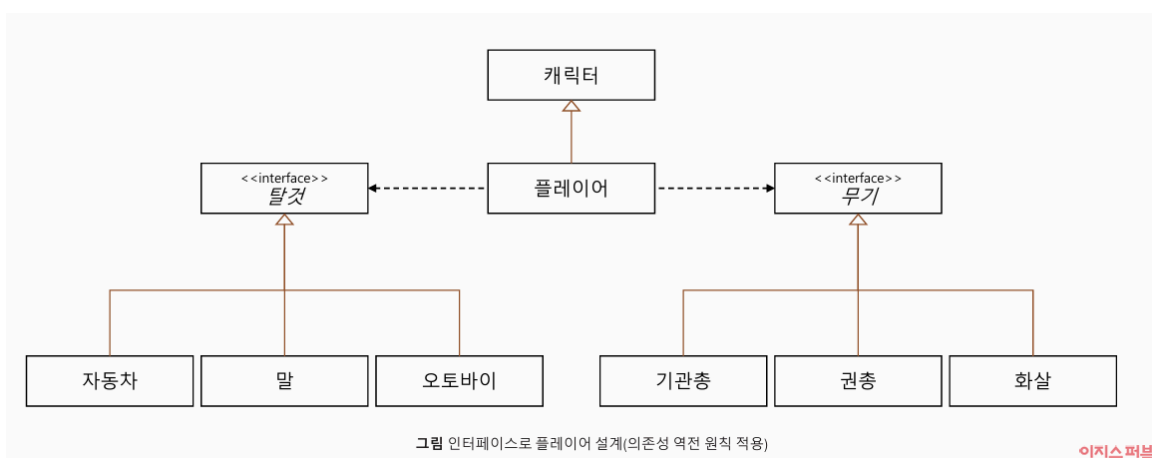 캐릭터
<<interface>>
탈것
플레이어
<<interface>>
무기
자동차
말
오토바이
기관총
권총
화살
그림 인터페이스로 플레이어 설계(의존성 역전 원칙 적용)
이지스퍼블